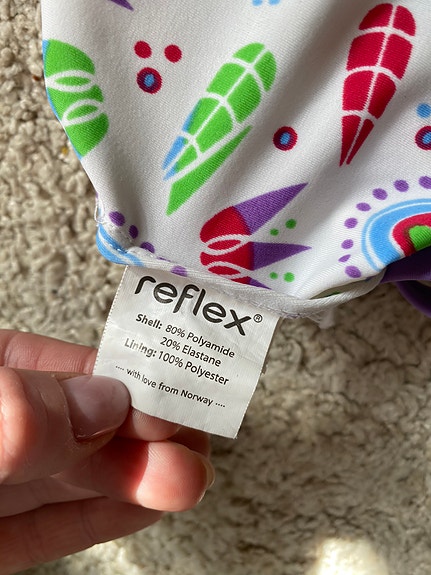 reflex®
Shell: 80% Polyamide
20% Elastane
Lining: 100% Polyester
.... with love from Norway ....